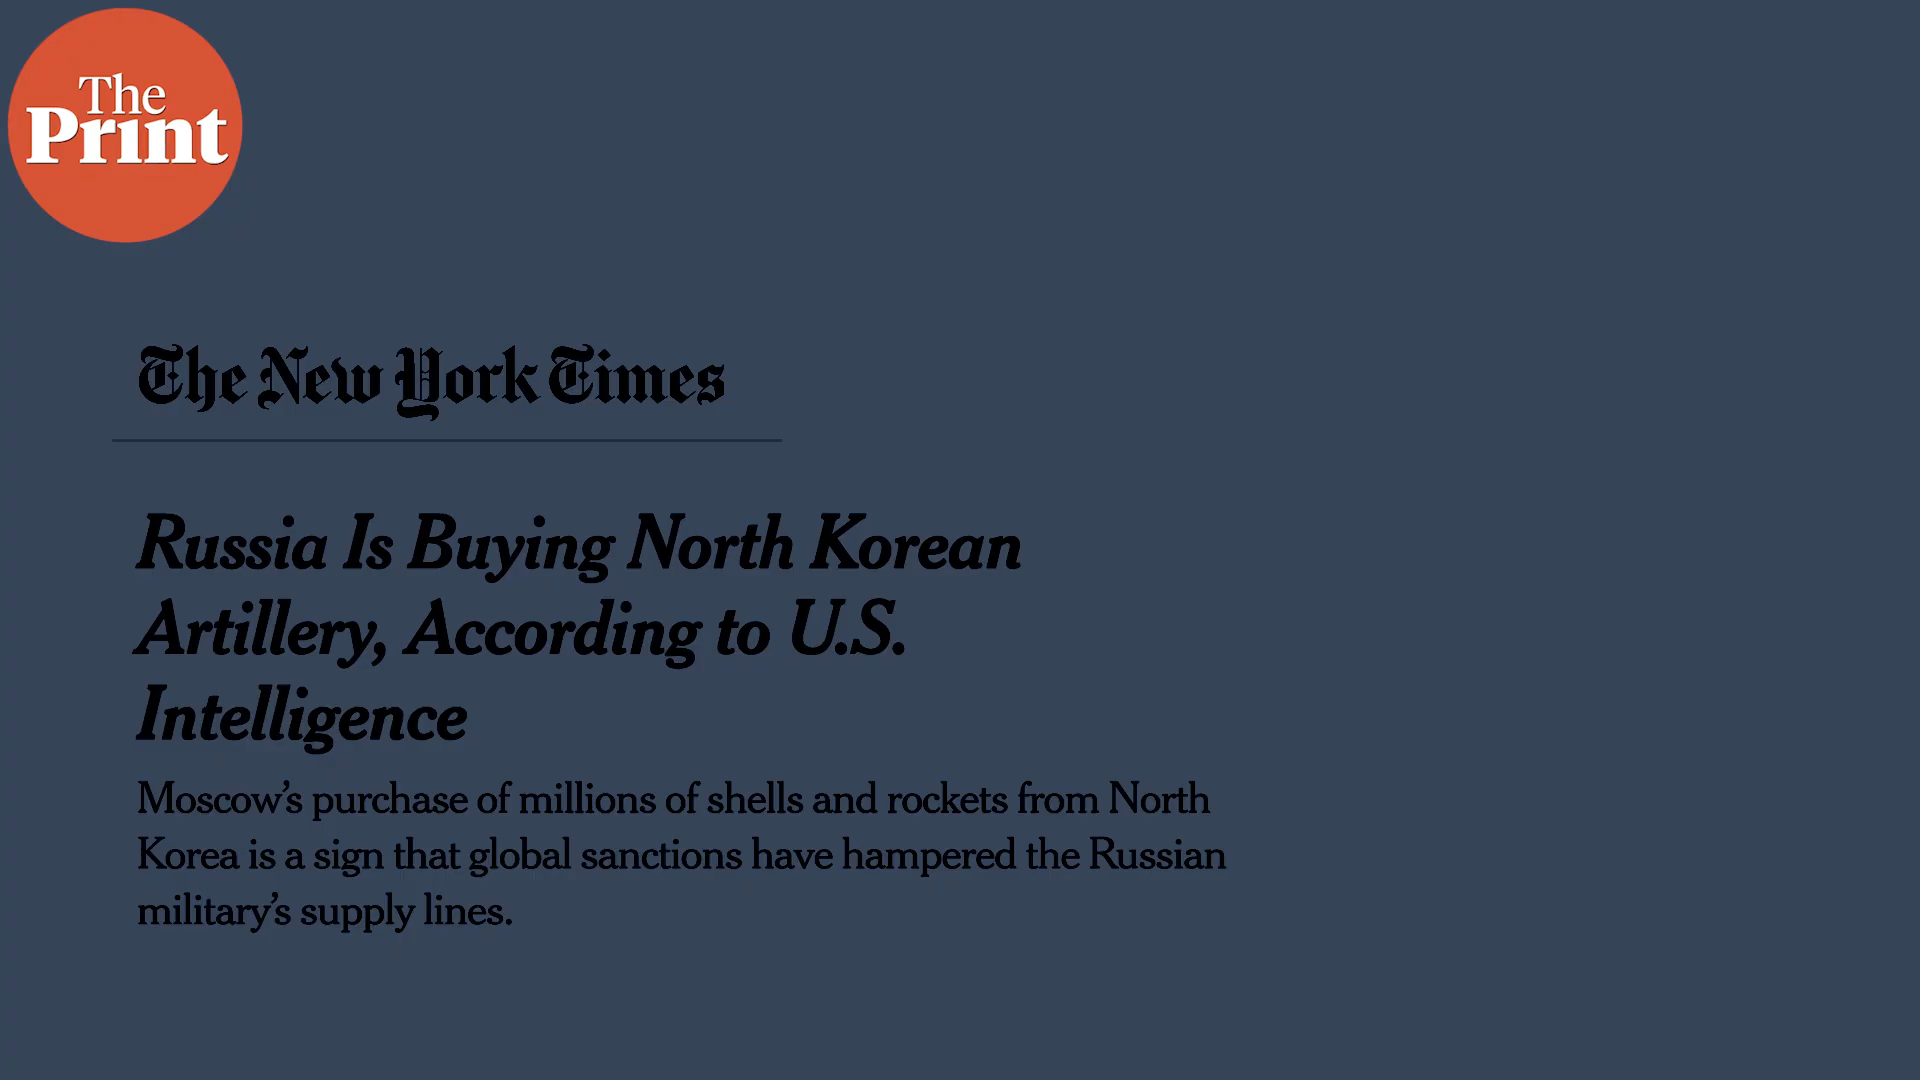 The
Print
The New York Times
Russia Is Buying North Korean
Artillery, According to U.S.
Intelligence
Moscow’s purchase of millions of shells and rockets from North
Korea is a sign that global sanctions have hampered the Russian
military’s supply lines.